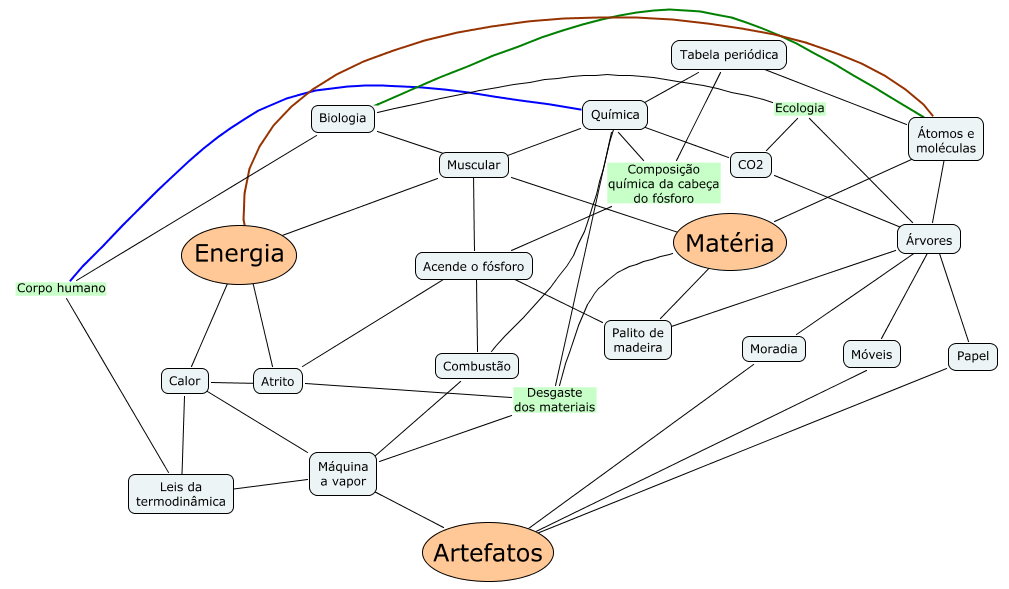 Tabela periódica
Ecologia
Biologia
Química
Átomos e
moléculas
Muscular
CO2
Composição
química da cabeça
do fósforo
Energia
Matéria
Árvores
Acende o fósforo
Corpo humano
Palito de
madeira
Moradia
Móveis
Papel
Combustão
Calor
Atrito
Desgaste
dos materiais
Máquina
a vapor
Leis da
termodinâmica
Artefatos